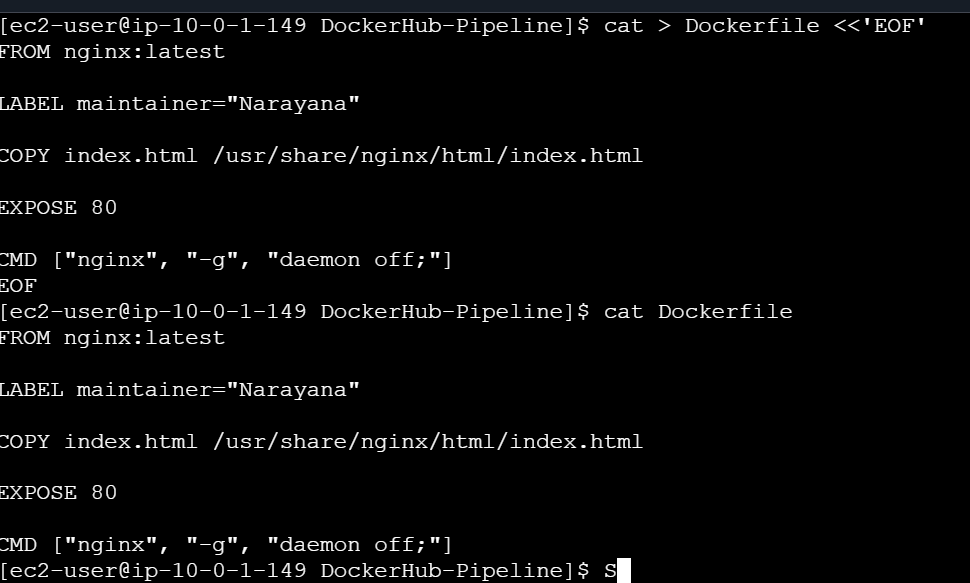 [ec2-user@ip-10-0-1-149 DockerHub-Pipeline]$ cat > Dockerfile <<'EOF'
FROM nginx:latest
LABEL maintainer="Narayana"
COPY index.html /usr/share/nginx/html/index.html
EXPOSE 80
CMD ["nginx", "-g", "daemon off;"]
EOF
[ec2-user@ip-10-0-1-149 DockerHub-Pipeline]$ cat Dockerfile
FROM nginx:latest
LABEL maintainer="Narayana"
COPY index.html /usr/share/nginx/html/index.html
EXPOSE 80
CMD ["nginx", "-g", "daemon off;"]
[ec2-user@ip-10-0-1-149 DockerHub-Pipeline]$ S